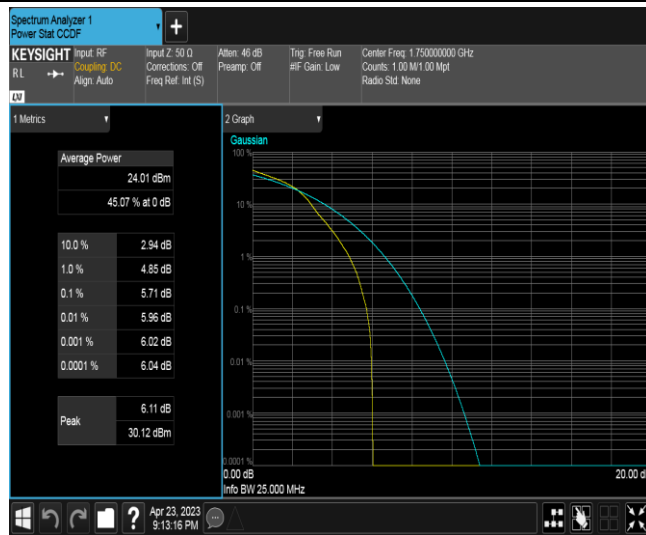 Spectrum Analyzer 1
Power Stat CCDF
KEYSIGHT
RL
Input: RF
Coupling: DC
Align: Auto
Input Z: 50 Ω
Corrections: Off
Freq Ref: Int (S)
Atten: 46 dB
Preamp: Off
Trig: Free Run
#IF Gain: Low
Center Freq: 1.750000000 GHz
Counts: 1.00 M/1.00 Mpt
Radio Std: None
1 Metrics
Average Power
24.01 dBm
45.07 % at 0 dB
10.0 % 2.94 dB
1.0 % 4.85 dB
0.1 % 5.71 dB
0.01 % 5.96 dB
0.001 % 6.02 dB
0.0001 % 6.04 dB
Peak
6.11 dB
30.12 dBm
2 Graph
Gaussian
100 %
10 %
1 %
0.1 %
0.01 %
0.001 %
0.0001 %
0.00 dB
20.00 d
Info BW 25.000 MHz
?
Apr 23, 2023
9:13:16 PM